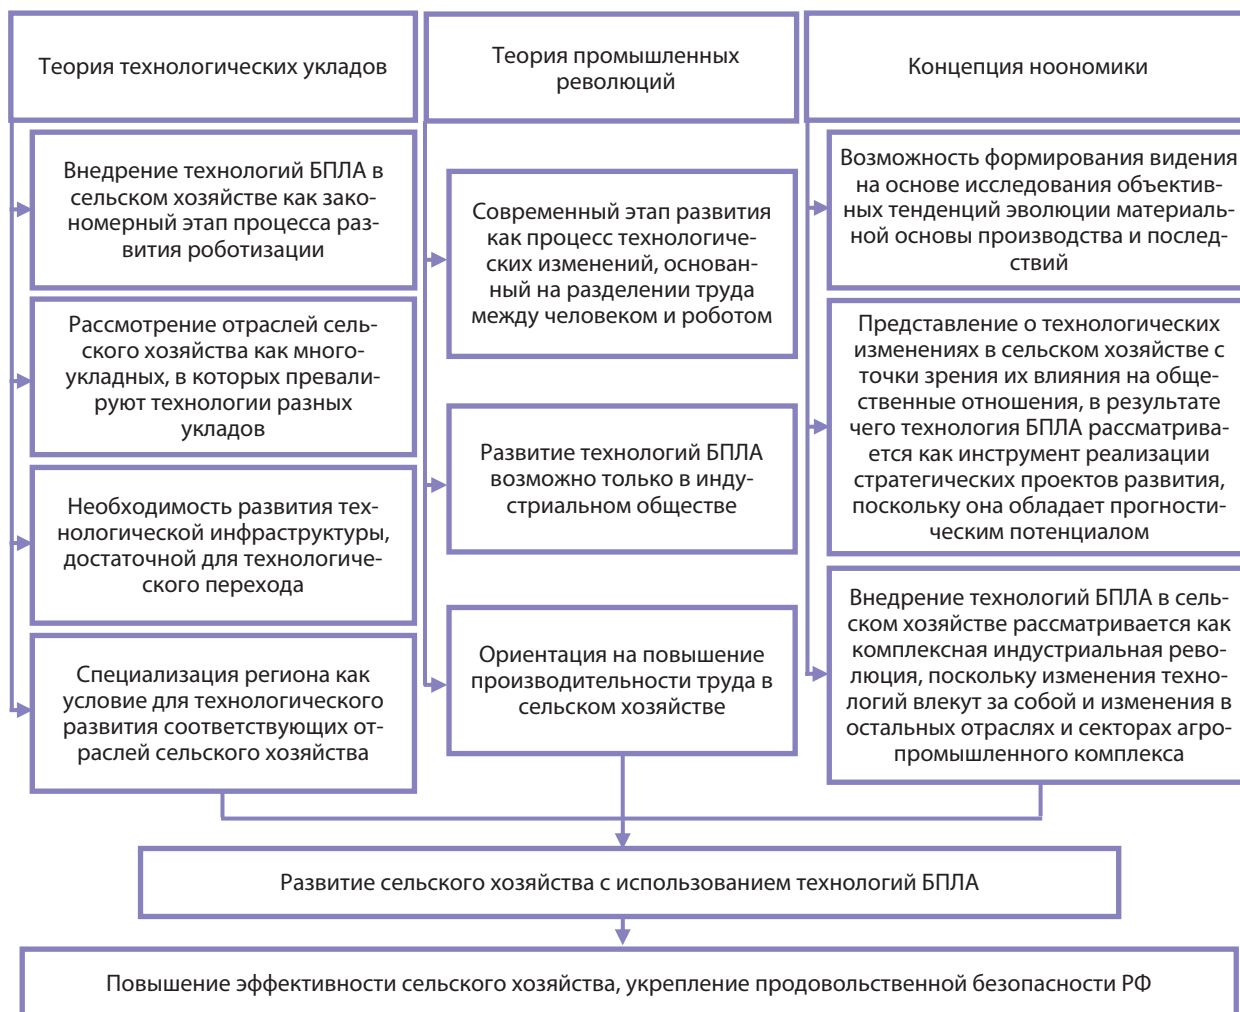 Теория технологических укладов
Внедрение технологий БПЛА в
сельском хозяйстве как зако-
номерный этап процесса раз-
вития роботизации
Рассмотрение отраслей сель-
ского хозяйства как много-
укладных, в которых превали-
руют технологии разных
укладов
Необходимость развития тех-
нологической инфраструктуры,
достаточной для технологиче-
ского перехода
Специализация региона как
условие для технологического
развития соответствующих от-
раслей сельского хозяйства
Теория промышленных
революций
Современный этап развития
как процесс технологиче-
ских изменений, основан-
ный на разделении труда
между человеком и роботом
Развитие технологий БПЛА
возможно только в инду-
стриальном обществе
Ориентация на повышение
производительности труда в
сельском хозяйстве
Концепция ноономики
Возможность формирования видения
на основе исследования объектив-
ных тенденций эволюции материаль-
ной основы производства и послед-
ствий
Представление о технологических
изменениях в сельском хозяйстве с
точки зрения их влияния на обще-
ственные отношения, в результате
чего технология БПЛА рассматрива-
ется как инструмент реализации
стратегических проектов развития,
поскольку она обладает прогности-
ческим потенциалом
Внедрение технологий БПЛА в сель-
ском хозяйстве рассматривается как
комплексная индустриальная рево-
люция, поскольку изменения техно-
логий влекут за собой и изменения в
остальных отраслях и секторах агро-
промышленного комплекса
Развитие сельского хозяйства с использованием технологий БПЛА
Повышение эффективности сельского хозяйства, укрепление продовольственной безопасности РФ